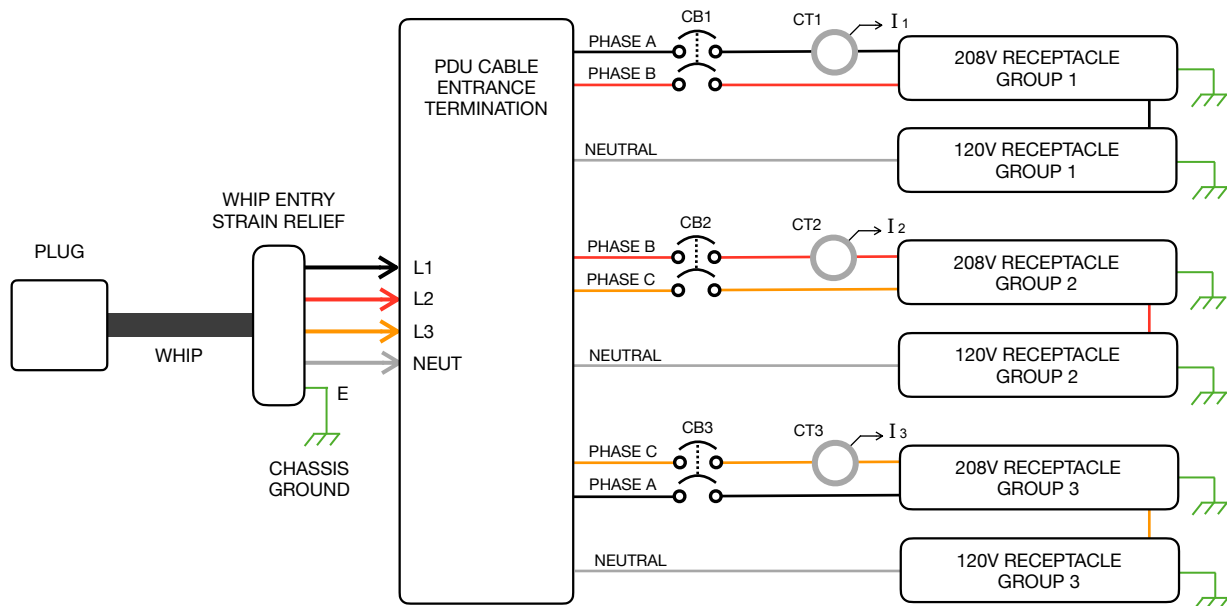 PLUG
WHIP
WHIP ENTRY
STRAIN RELIEF
L1
L2
L3
NEUT
E
CHASSIS
GROUND
PDU CABLE
ENTRANCE
TERMINATION
PHASE A
PHASE B
CB1
CT1
I 1
208V RECEPTACLE
GROUP 1
NEUTRAL
120V RECEPTACLE
GROUP 1
PHASE B
PHASE C
CB2
CT2
I 2
208V RECEPTACLE
GROUP 2
NEUTRAL
120V RECEPTACLE
GROUP 2
PHASE C
PHASE A
CB3
CT3
I 3
208V RECEPTACLE
GROUP 3
NEUTRAL
120V RECEPTACLE
GROUP 3